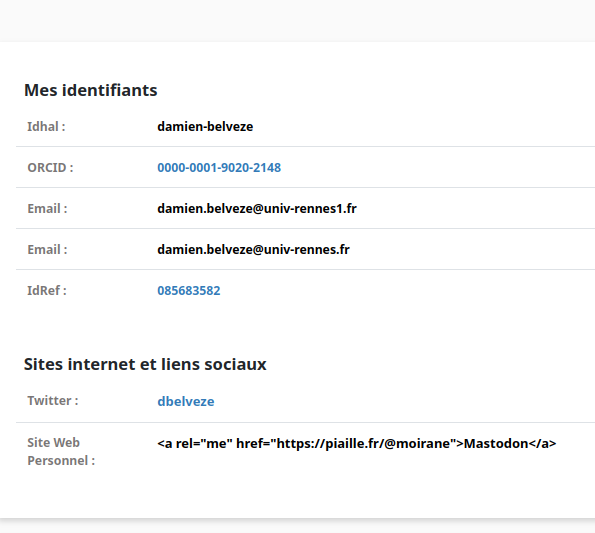 Mes identifiants
Idhal : damien-belveze
ORCID : 0000-0001-9020-2148
Email : damien.belveze@univ-rennes1.fr
Email : damien.belveze@univ-rennes.fr
IdRef : 085683582
Sites internet et liens sociaux
Twitter : dbelveze
Site Web <a rel="me" href="https://piaille.fr/@moirane">Mastodon</a>
Personnel :